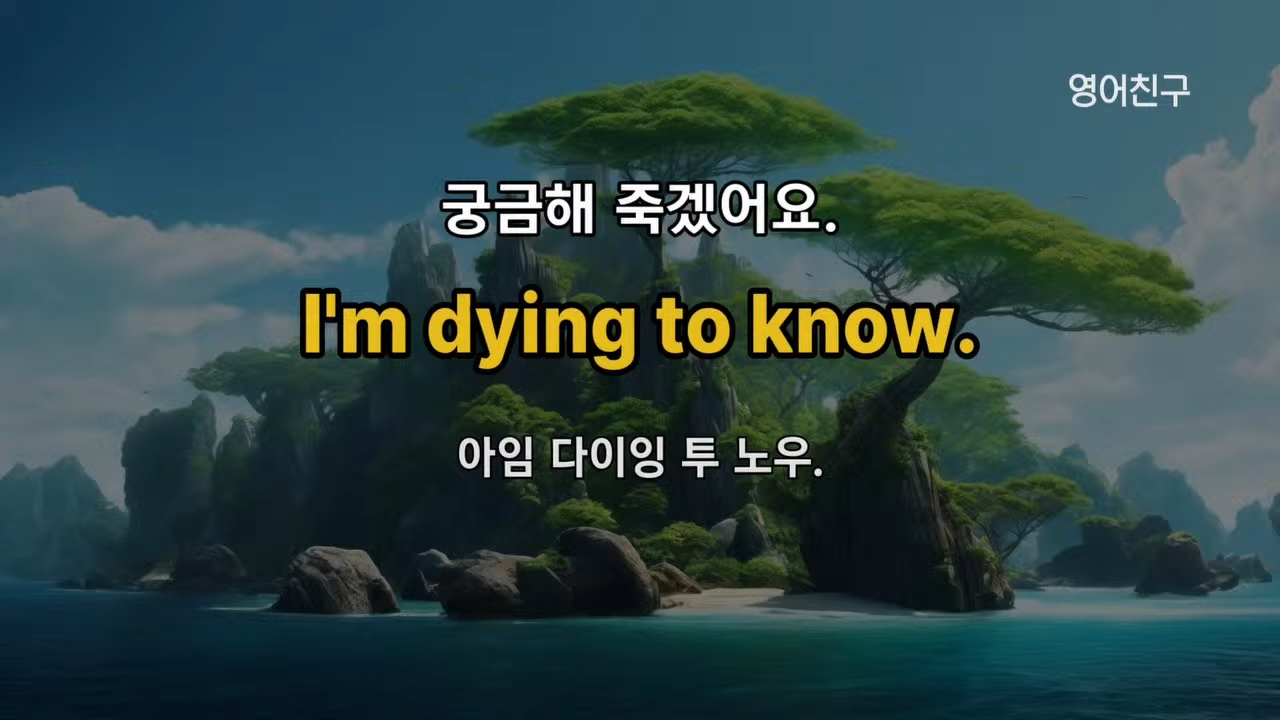 영어친구
궁금해 죽겠어요.
I'm dying to know.
아임 다이잉 투 노우.